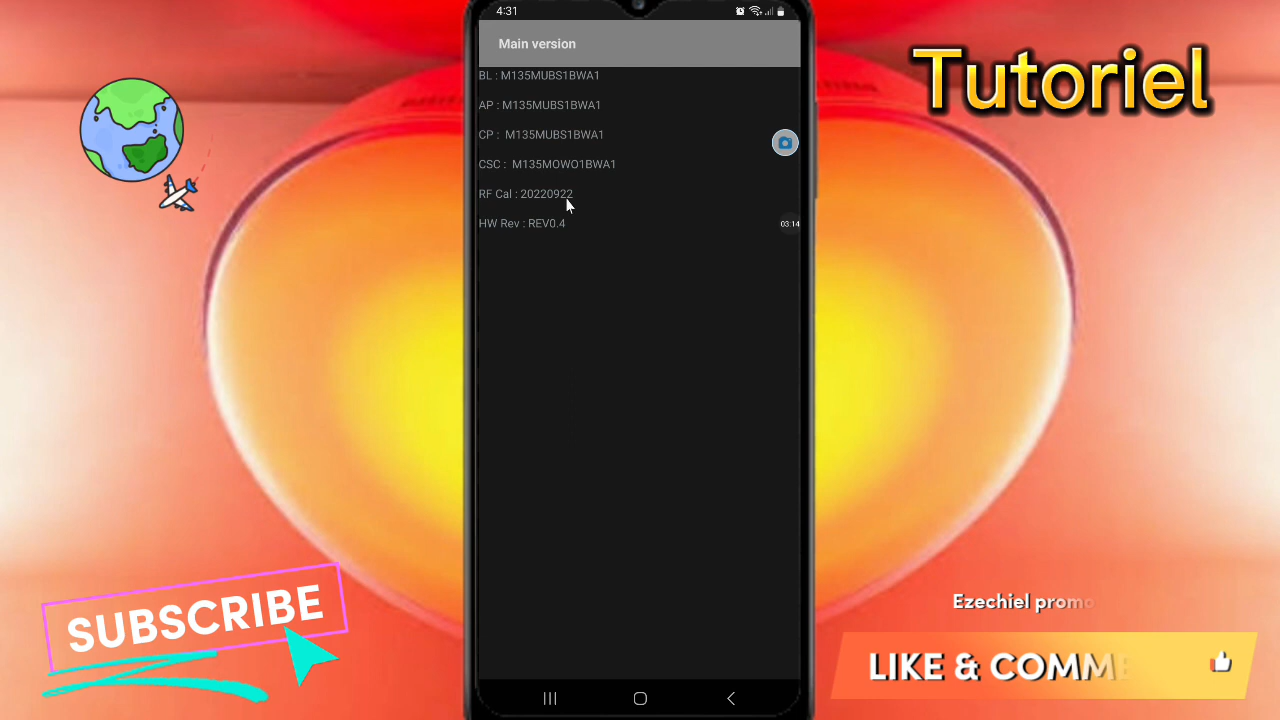 4:31
Main version
BL : M135MUBS1BWA1
AP : M135MUBS1BWA1
CP : M135MUBS1BWA1
CSC : M135MOWO1BWA1
RF Cal : 20220922
HW Rev : REV0.4
03:14
Tutoriel
SUBSCRIBE
Ezechiel promo
LIKE & COMME